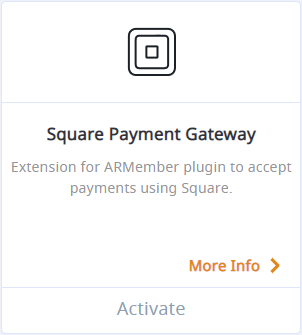 Square Payment Gateway
Extension for ARMember plugin to accept
payments using Square.
More Info
Activate